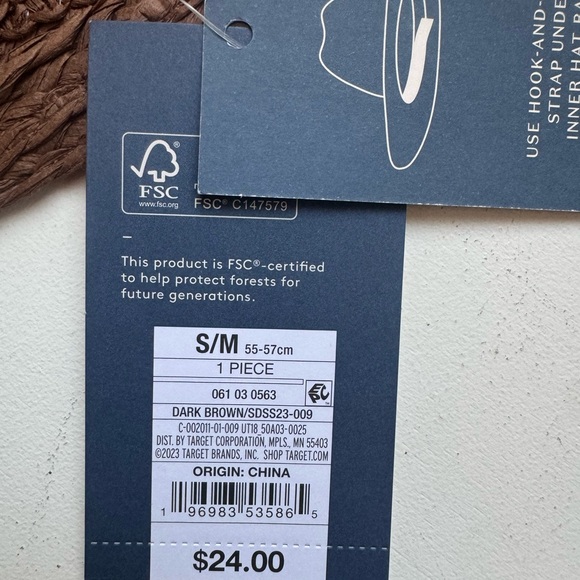 USE HOOK-AND-
STRAP UNDE
INNER HAT BA
FSC
www.fsc.org
FSC® C147579
This product is FSC®-certified
to help protect forests for
future generations.
S/M 55-57cm
1 PIECE
061 03 0563
DARK BROWN/SDSS23-009
C-002011-01-009 UT18 50A03-0025
DIST. BY TARGET CORPORATION, MPLS., MN 55403
©2023 TARGET BRANDS, INC. SHOP TARGET.COM
ORIGIN: CHINA
1 96983 53586 5
$24.00